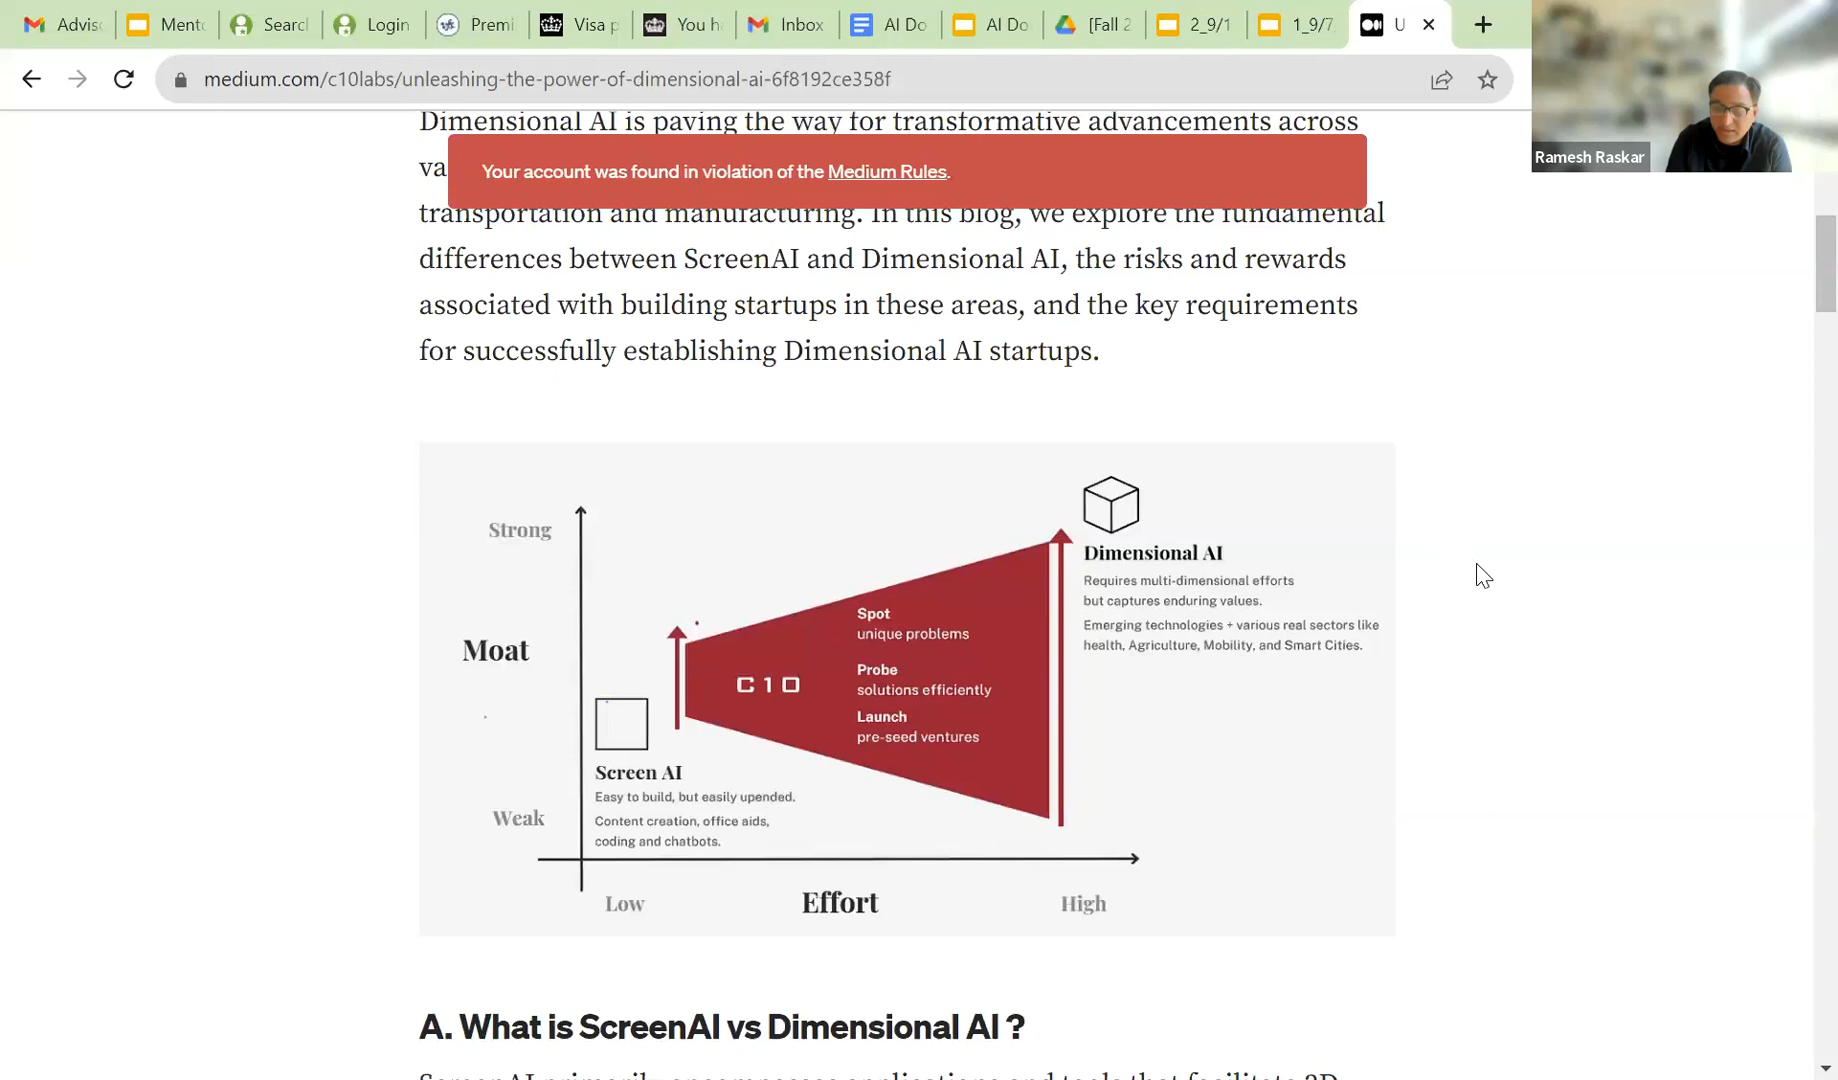 Advis
Mento
Search
Login
Premi
Visa p
You ha
Inbox
AI Do
AI Do
[Fall 2
2_9/1
1_9/7
U
medium.com/c10labs/unleashing-the-power-of-dimensional-ai-6f8192ce358f
Ramesh Raskar
Dimensional AI is paving the way for transformative advancements across
va
Your account was found in violation of the Medium Rules.
transportation and manufacturing. In this blog, we explore the fundamental
differences between ScreenAI and Dimensional AI, the risks and rewards
associated with building startups in these areas, and the key requirements
for successfully establishing Dimensional AI startups.
Strong
Moat
Weak
Screen AI
Easy to build, but easily upended.
Content creation, office aids,
coding and chatbots.
C10
Spot
unique problems
Probe
solutions efficiently
Launch
pre-seed ventures
Dimensional AI
Requires multi-dimensional efforts
but captures enduring values.
Emerging technologies + various real sectors like
health, Agriculture, Mobility, and Smart Cities.
Low
Effort
High
A. What is ScreenAI vs Dimensional AI ?